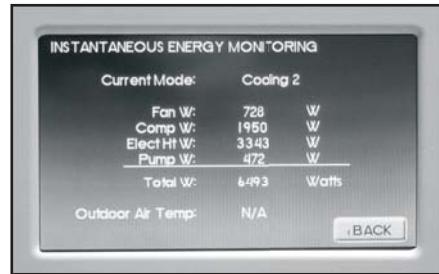 INSTANTANEOUS ENERGY MONITORING
Current Mode: Cooling 2
Fan W: 728 W
Comp W: 1950 W
Elect Ht W: 3343 W
Pump W: 472 W
Total W: 6493 Watts
Outdoor Air Temp: N/A
BACK